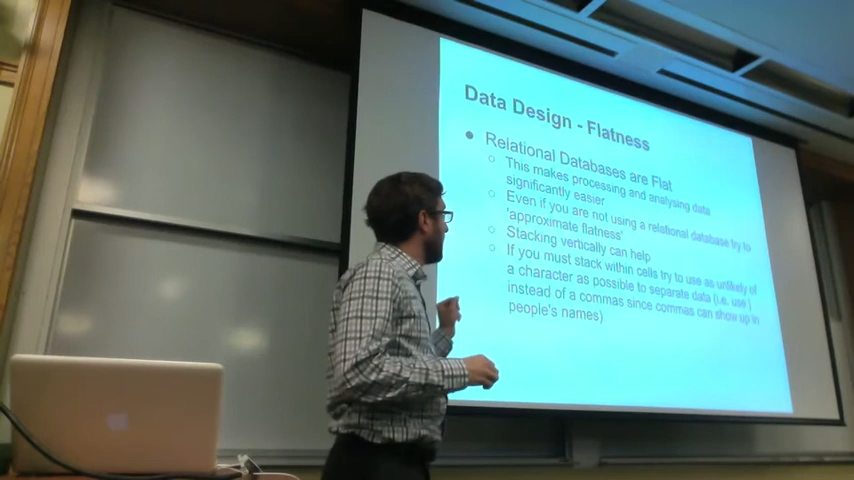 Data Design - Flatness
Relational Databases are Flat
This makes processing and analysing data
significantly easier
Even if you are not using a relational database try to
'approximate flatness'
Stacking vertically can help
If you must stack within cells try to use as unlikely of
a character as possible to separate data (i.e. use |
instead of a commas since commas can show up in
people's names)